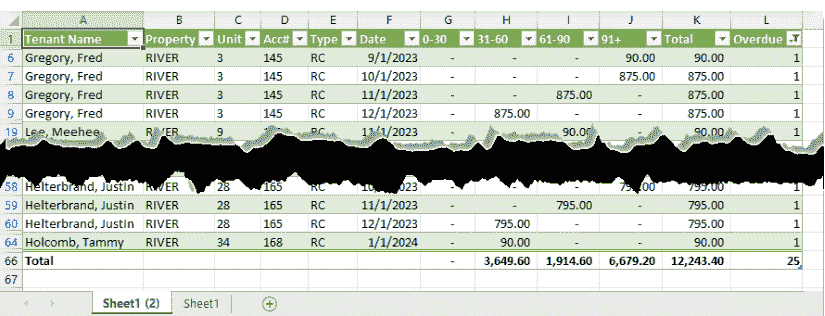 A B C D E F G H I J K L
1 Tenant Name Property Unit Acc# Type Date 0-30 31-60 61-90 91+ Total Overdue
6 Gregory, Fred RIVER 3 145 RC 9/1/2023 - - - 90.00 90.00 1
7 Gregory, Fred RIVER 3 145 RC 10/1/2023 - - - 875.00 875.00 1
8 Gregory, Fred RIVER 3 145 RC 11/1/2023 - - 875.00 - 875.00 1
9 Gregory, Fred RIVER 3 145 RC 12/1/2023 - 875.00 - - 875.00 1
19 Lee, Meehee RIVER 9 RC 11/1/2023 - - 90.00 - 90.00 1
58 Helterbrand, Justin RIVER 28 165 RC - - - 795.00 1
59 Helterbrand, Justin RIVER 28 165 RC 11/1/2023 - - 795.00 - 795.00 1
60 Helterbrand, Justin RIVER 28 165 RC 12/1/2023 - 795.00 - - 795.00 1
64 Holcomb, Tammy RIVER 34 168 RC 1/1/2024 - 90.00 - - 90.00 1
66 Total - 3,649.60 1,914.60 6,679.20 12,243.40 25
67
Sheet1 (2) Sheet1